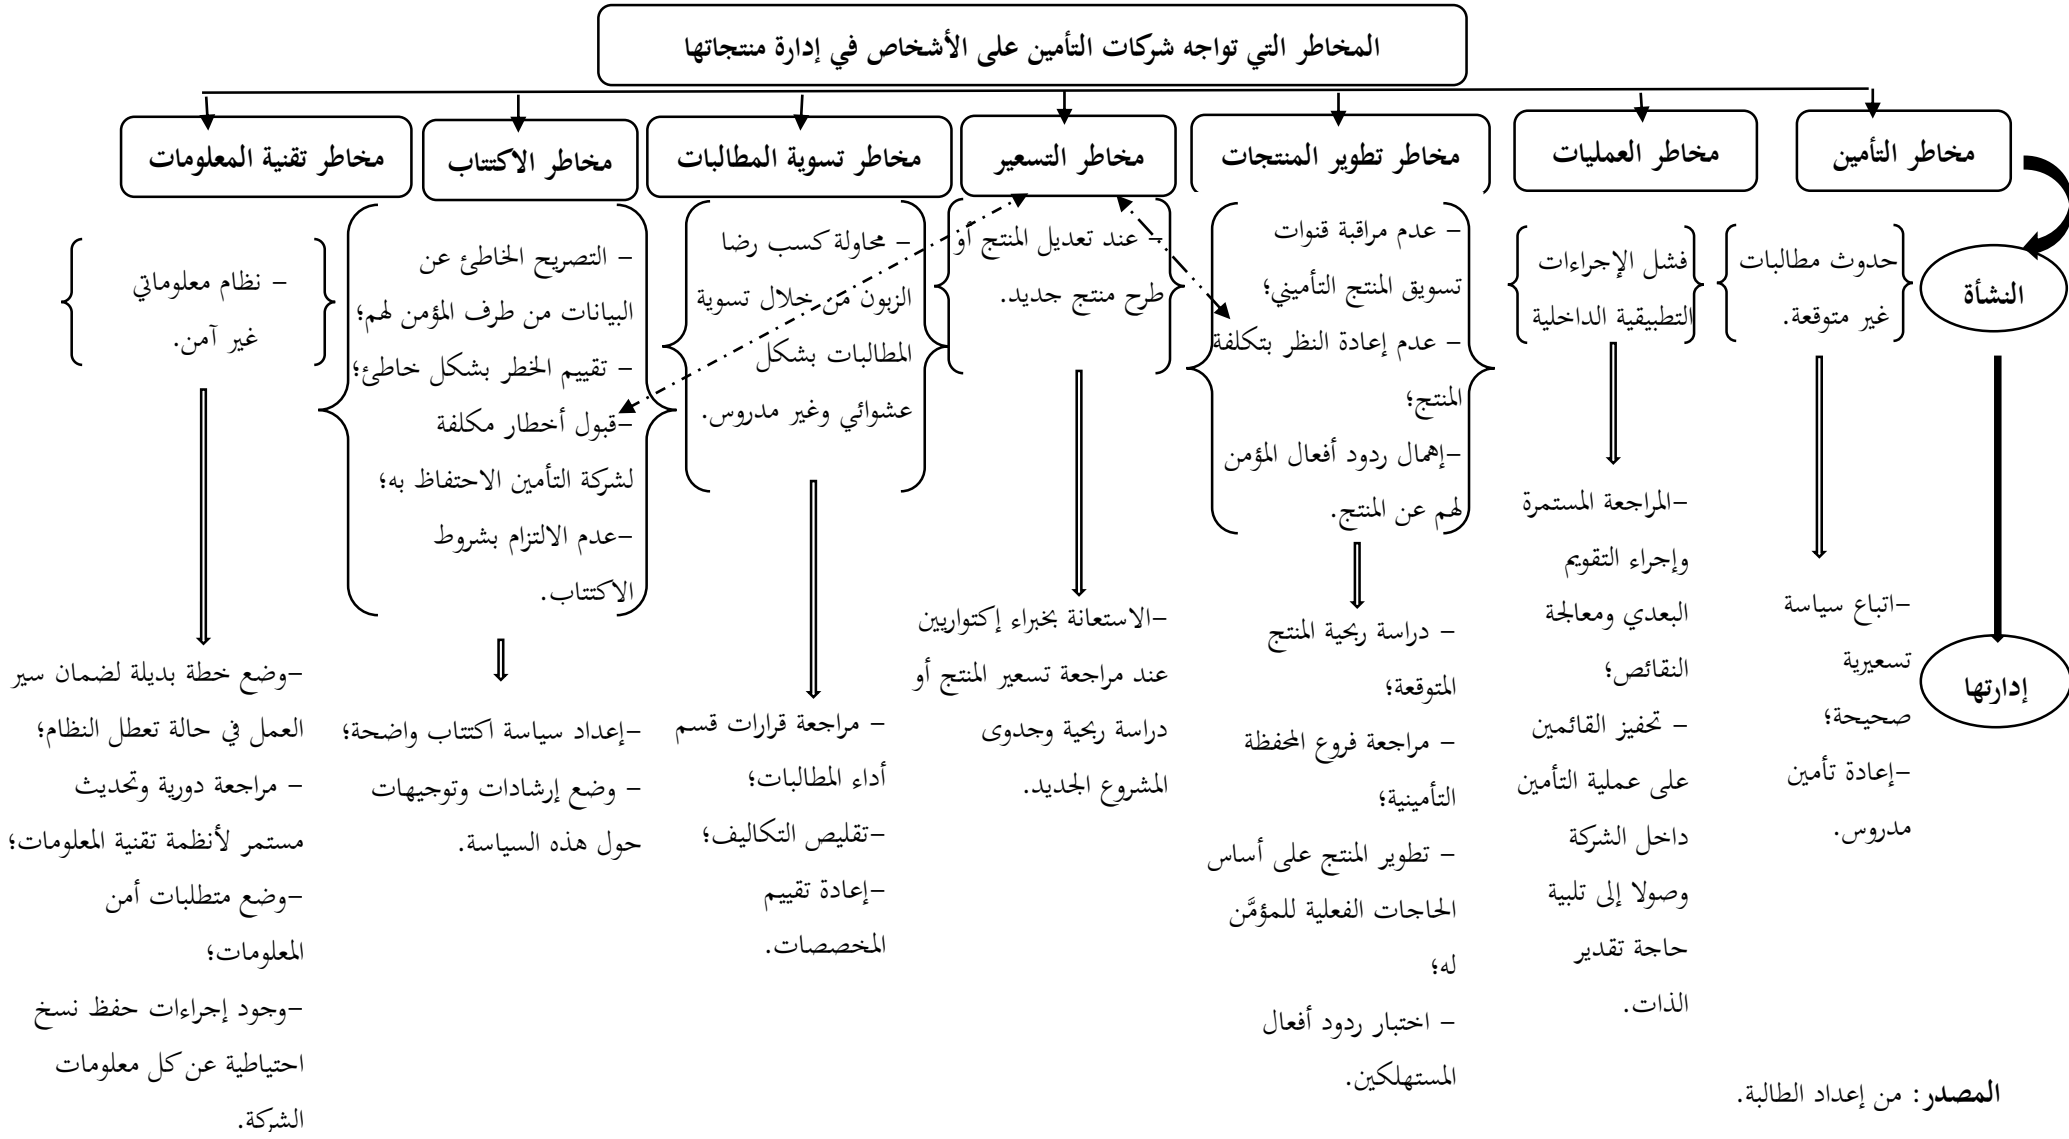 المخاطر التي تواجه شركات التأمين على الأشخاص في إدارة منتجاتها
مخاطر التأمين
مخاطر العمليات
مخاطر تطوير المنتجات
مخاطر التسعير
مخاطر تسوية المطالبات
مخاطر الاكتتاب
مخاطر تقنية المعلومات
النشأة
حدوث مطالبات
غير متوقعة.
فشل الإجراءات
التطبيقية الداخلية
– عدم مراقبة قنوات
تسويق المنتج التأميني؛
– عدم إعادة النظر بتكلفة
المنتج؛
–إهمال ردود أفعال المؤمن
لهم عن المنتج.
– عند تعديل المنتج أو
طرح منتج جديد.
– محاولة كسب رضا
الزبون من خلال تسوية
المطالبات بشكل
عشوائي وغير مدروس.
– التصريح الخاطئ عن
البيانات من طرف المؤمن لهم؛
– تقييم الخطر بشكل خاطئ؛
–قبول أخطار مكلفة
لشركة التأمين الاحتفاظ به؛
–عدم الالتزام بشروط
الاكتتاب.
– نظام معلوماتي
غير آمن.
إدارتها
–اتباع سياسة
تسعيرية
صحيحة؛
–إعادة تأمين
مدروس.
–المراجعة المستمرة
وإجراء التقويم
البعدي ومعالجة
النقائص؛
– تحفيز القائمين
على عملية التأمين
داخل الشركة
وصولا إلى تلبية
حاجة تقدير
الذات.
– دراسة ربحية المنتج
المتوقعة؛
– مراجعة فروع المحفظة
التأمينية؛
– تطوير المنتج على أساس
الحاجات الفعلية للمؤمَّن
له؛
– اختبار ردود أفعال
المستهلكين.
–الاستعانة بخبراء إكتواريين
عند مراجعة تسعير المنتج أو
دراسة ربحية وجدوى
المشروع الجديد.
– مراجعة قرارات قسم
أداء المطالبات؛
–تقليص التكاليف؛
–إعادة تقييم
المخصصات.
–إعداد سياسة اكتتاب واضحة؛
– وضع إرشادات وتوجيهات
حول هذه السياسة.
–وضع خطة بديلة لضمان سير
العمل في حالة تعطل النظام؛
– مراجعة دورية وتحديث
مستمر لأنظمة تقنية المعلومات؛
–وضع متطلبات أمن
المعلومات؛
–وجود إجراءات حفظ نسخ
احتياطية عن كل معلومات
الشركة.
المصدر: من إعداد الطالبة.